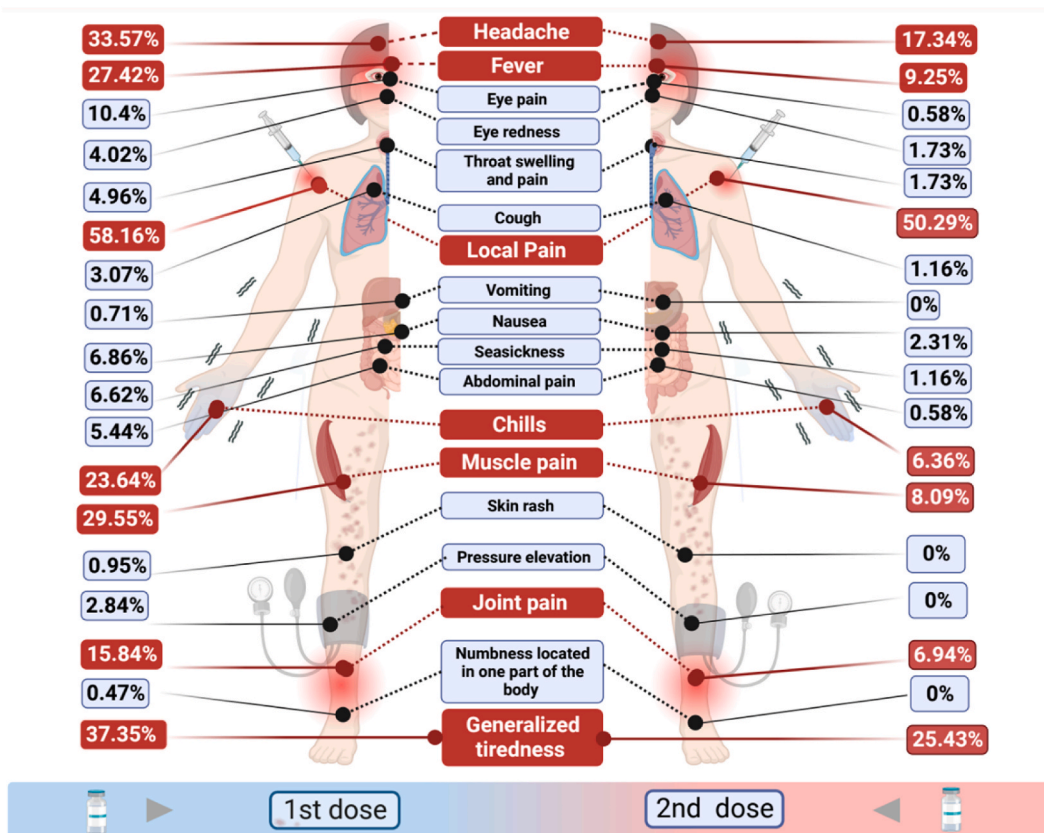 33.57%
Headache
17.34%
27.42%
Fever
9.25%
10.4%
Eye pain
0.58%
4.02%
Eye redness
1.73%
4.96%
Throat swelling
and pain
1.73%
58.16%
Cough
50.29%
3.07%
Local Pain
1.16%
0.71%
Vomiting
0%
6.86%
Nausea
2.31%
6.62%
Seasickness
1.16%
5.44%
Abdominal pain
0.58%
23.64%
Chills
6.36%
29.55%
Muscle pain
8.09%
0.95%
Skin rash
0%
2.84%
Pressure elevation
0%
15.84%
Joint pain
6.94%
0.47%
Numbness located
in one part of the
body
0%
37.35%
Generalized
tiredness
25.43%
1st dose
2nd dose